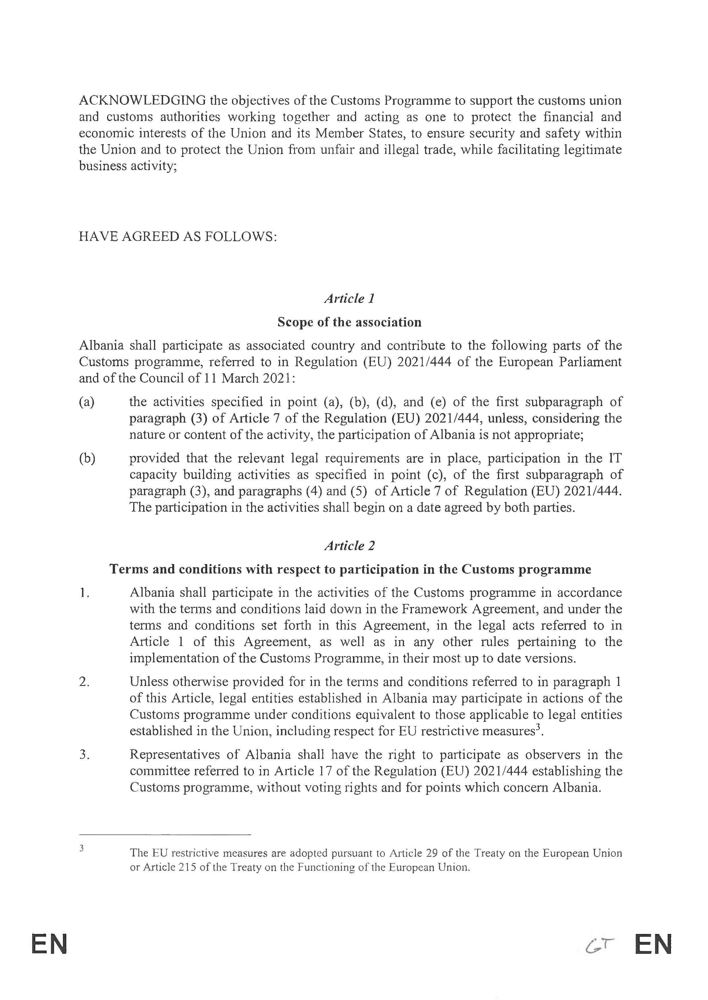 ACKNOWLEDGING the objectives of the Customs Programme to support the customs union
and customs authorities working together and acting as one to protect the financial and
economic interests of the Union and its Member States, to ensure security and safety within
the Union and to protect the Union from unfair and illegal trade, while facilitating legitimate
business activity;
HAVE AGREED AS FOLLOWS:
Article 1
Scope of the association
Albania shall participate as associated country and contribute to the following parts of the
Customs programme, referred to in Regulation (EU) 2021/444 of the European Parliament
and of the Council of 11 March 2021:
(a) the activities specified in point (a), (b), (d), and (e) of the first subparagraph of
paragraph (3) of Article 7 of the Regulation (EU) 2021/444, unless, considering the
nature or content of the activity, the participation of Albania is not appropriate;
(b) provided that the relevant legal requirements are in place, participation in the IT
capacity building activities as specified in point (c), of the first subparagraph of
paragraph (3), and paragraphs (4) and (5) of Article 7 of Regulation (EU) 2021/444.
The participation in the activities shall begin on a date agreed by both parties.
Article 2
Terms and conditions with respect to participation in the Customs programme
1. Albania shall participate in the activities of the Customs programme in accordance
with the terms and conditions laid down in the Framework Agreement, and under the
terms and conditions set forth in this Agreement, in the legal acts referred to in
Article 1 of this Agreement, as well as in any other rules pertaining to the
implementation of the Customs Programme, in their most up to date versions.
2. Unless otherwise provided for in the terms and conditions referred to in paragraph 1
of this Article, legal entities established in Albania may participate in actions of the
Customs programme under conditions equivalent to those applicable to legal entities
established in the Union, including respect for EU restrictive measures³.
3. Representatives of Albania shall have the right to participate as observers in the
committee referred to in Article 17 of the Regulation (EU) 2021/444 establishing the
Customs programme, without voting rights and for points which concern Albania.
3 The EU restrictive measures are adopted pursuant to Article 29 of the Treaty on the European Union
or Article 215 of the Treaty on the Functioning of the European Union.
EN GT EN